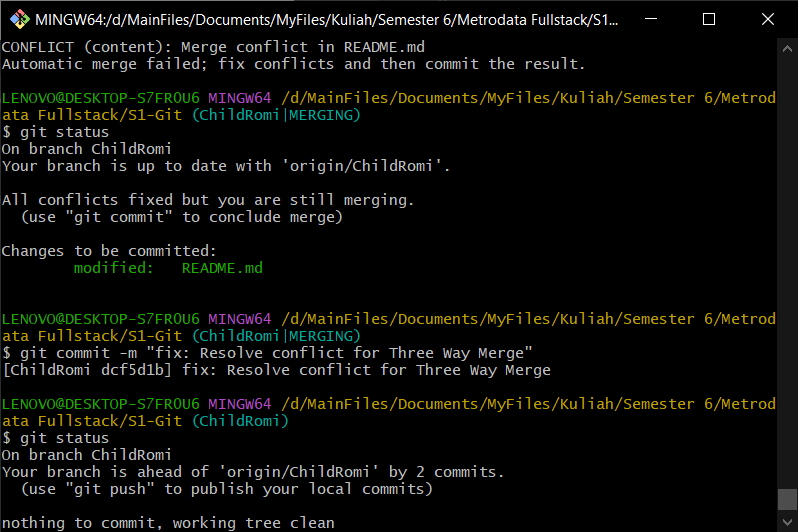 MINGW64:/d/MainFiles/Documents/MyFiles/Kuliah/Semester 6/Metrodata Fullstack/S1...
CONFLICT (content): Merge conflict in README.md
Automatic merge failed; fix conflicts and then commit the result.
LENOVO@DESKTOP-S7FR0U6 MINGW64 /d/MainFiles/Documents/MyFiles/Kuliah/Semester 6/Metrod
ata Fullstack/S1-Git (ChildRomi|MERGING)
$ git status
On branch ChildRomi
Your branch is up to date with 'origin/ChildRomi'.
All conflicts fixed but you are still merging.
  (use "git commit" to conclude merge)
Changes to be committed:
        modified:   README.md
LENOVO@DESKTOP-S7FR0U6 MINGW64 /d/MainFiles/Documents/MyFiles/Kuliah/Semester 6/Metrod
ata Fullstack/S1-Git (ChildRomi|MERGING)
$ git commit -m "fix: Resolve conflict for Three Way Merge"
[ChildRomi dcf5d1b] fix: Resolve conflict for Three Way Merge
LENOVO@DESKTOP-S7FR0U6 MINGW64 /d/MainFiles/Documents/MyFiles/Kuliah/Semester 6/Metrod
ata Fullstack/S1-Git (ChildRomi)
$ git status
On branch ChildRomi
Your branch is ahead of 'origin/ChildRomi' by 2 commits.
  (use "git push" to publish your local commits)
nothing to commit, working tree clean